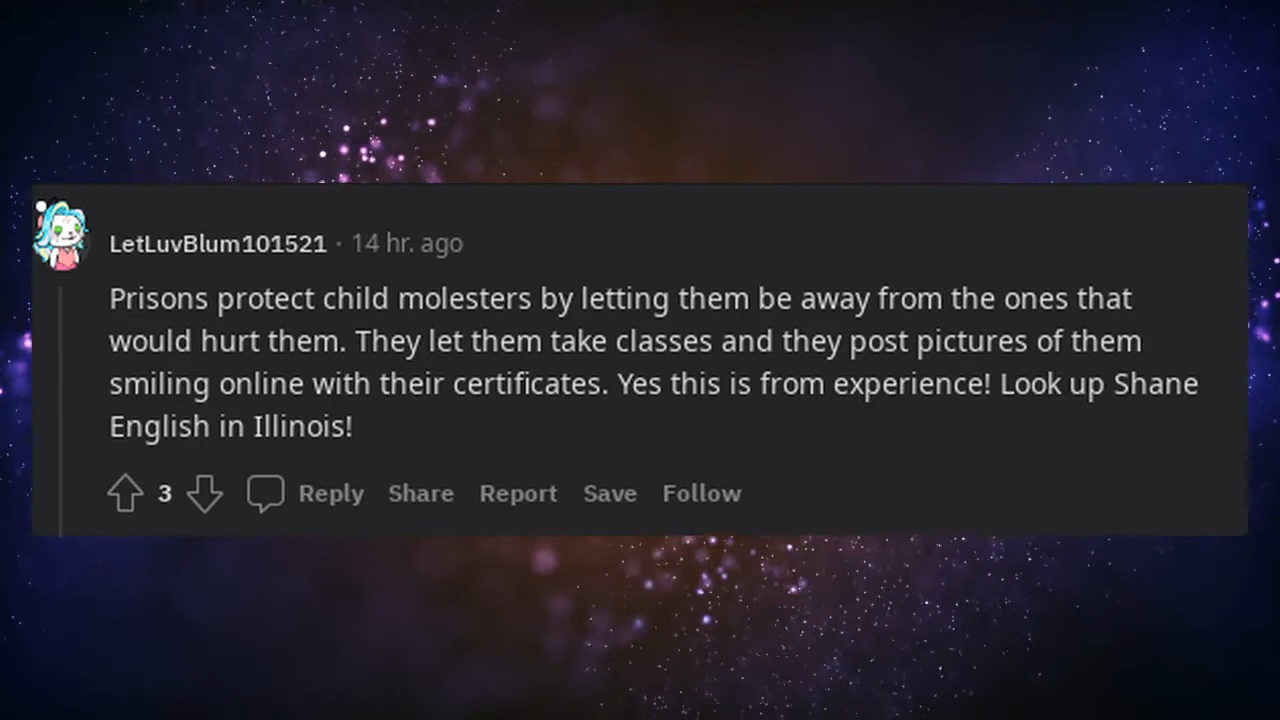 LetLuvBlum101521 · 14 hr. ago
Prisons protect child molesters by letting them be away from the ones that
would hurt them. They let them take classes and they post pictures of them
smiling online with their certificates. Yes this is from experience! Look up Shane
English in Illinois!
3 Reply Share Report Save Follow